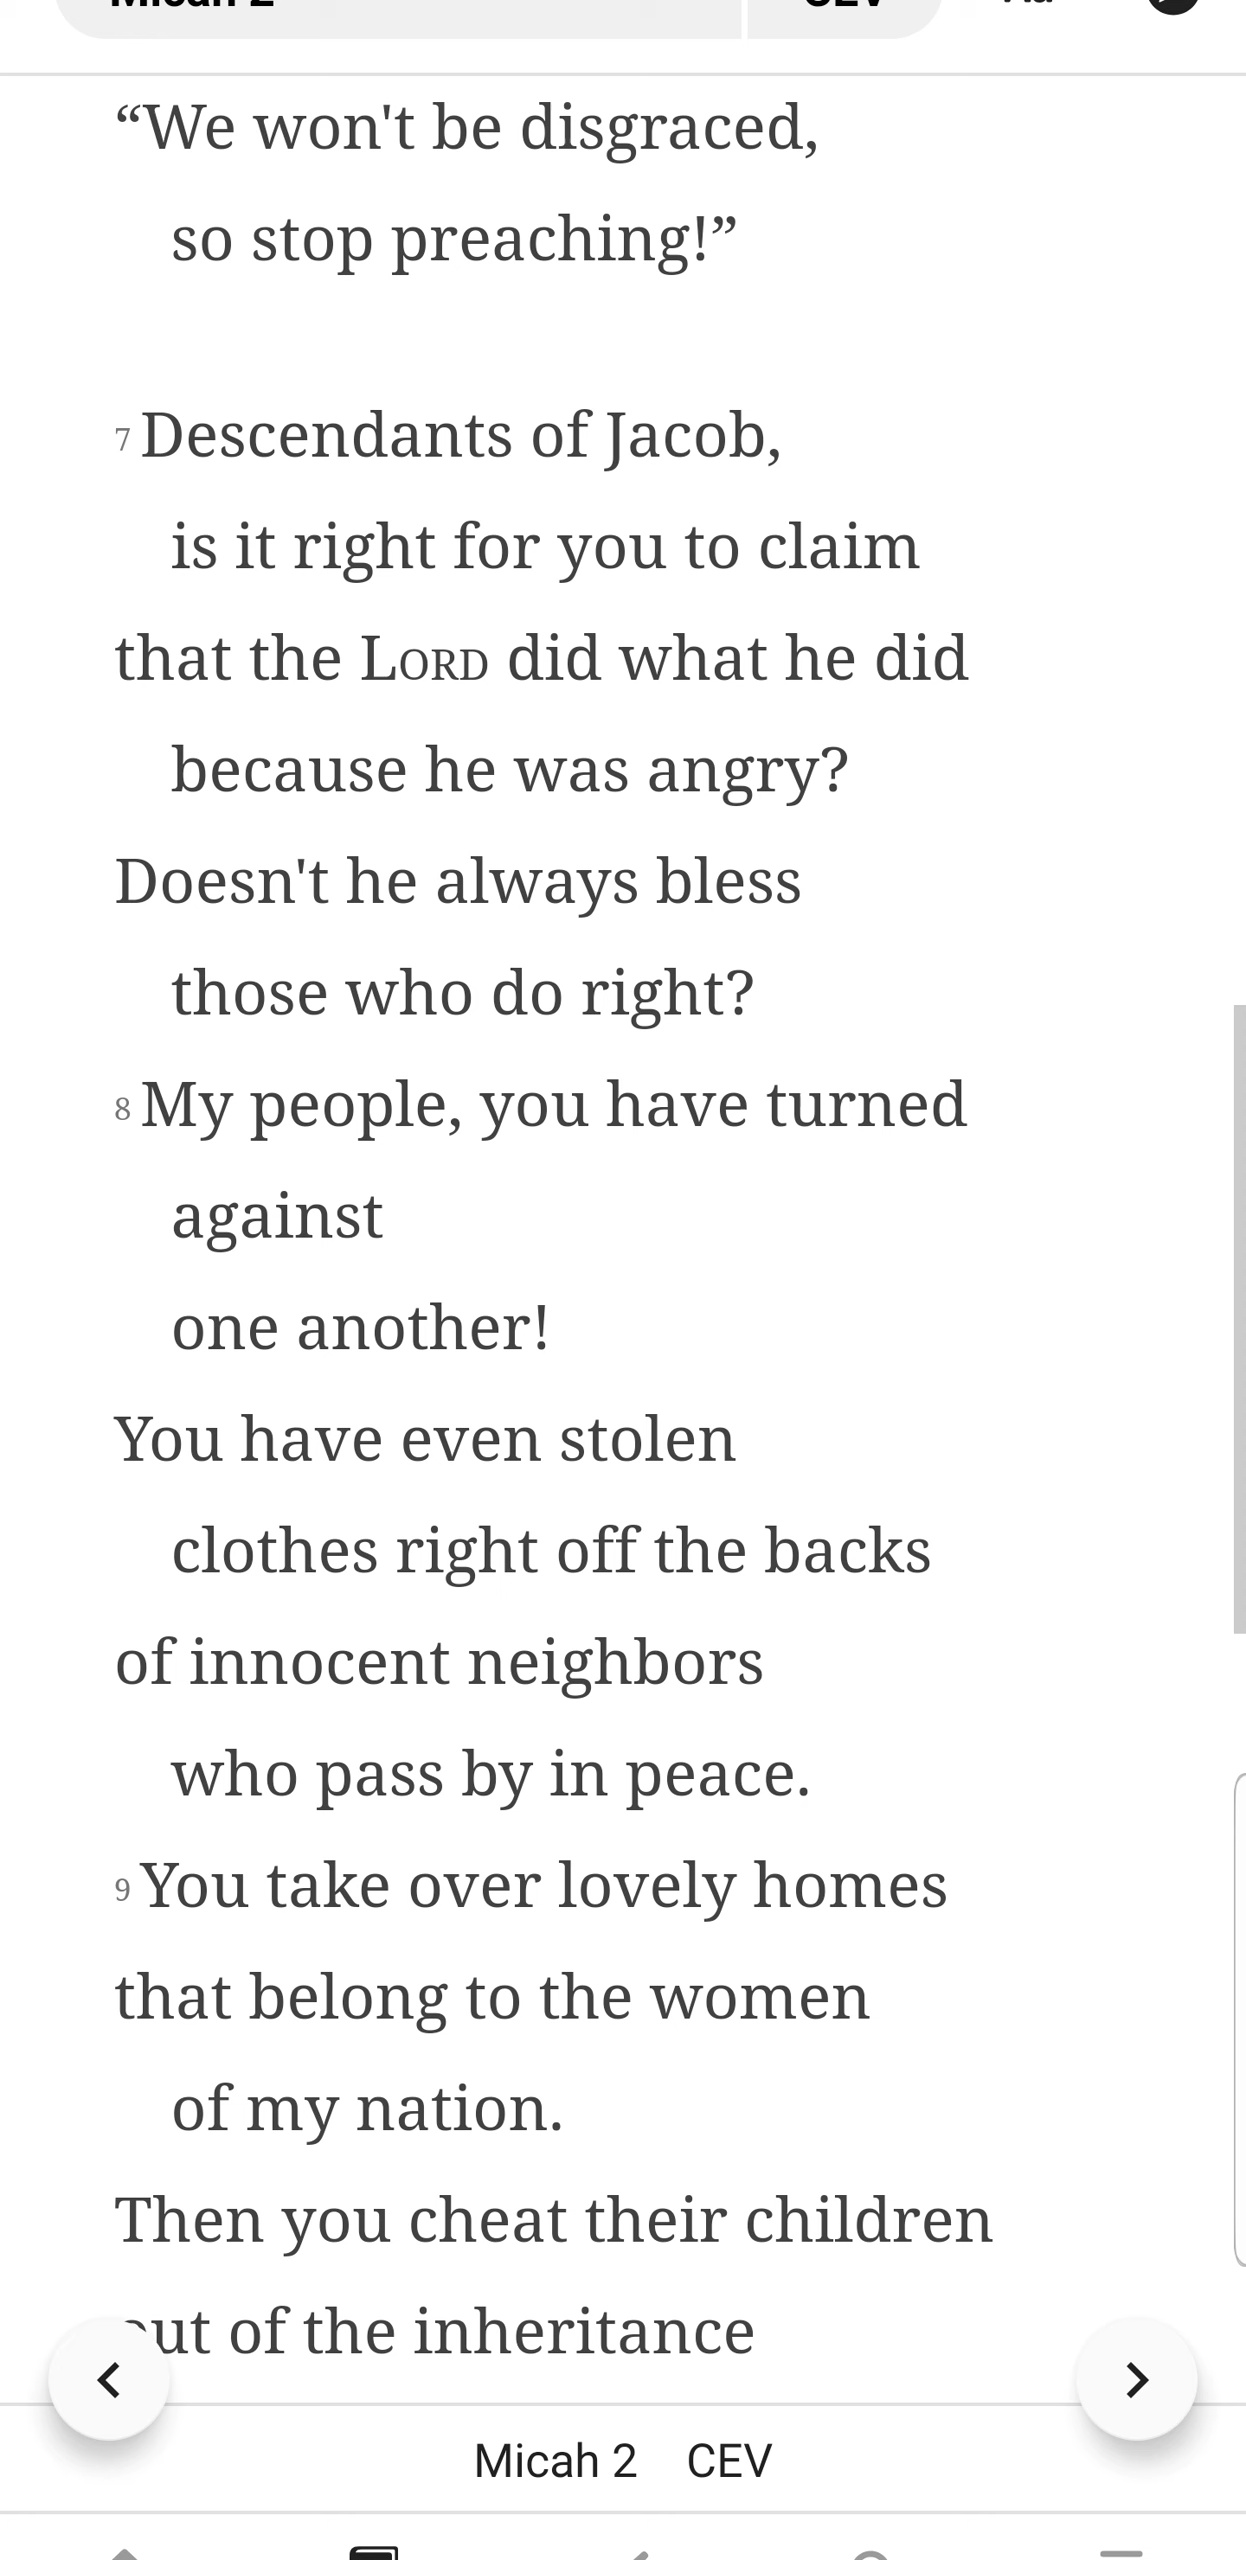 “We won't be disgraced,
so stop preaching!”
7 Descendants of Jacob,
is it right for you to claim
that the LORD did what he did
because he was angry?
Doesn't he always bless
those who do right?
8 My people, you have turned
against
one another!
You have even stolen
clothes right off the backs
of innocent neighbors
who pass by in peace.
9 You take over lovely homes
that belong to the women
of my nation.
Then you cheat their children
out of the inheritance
Micah 2 CEV